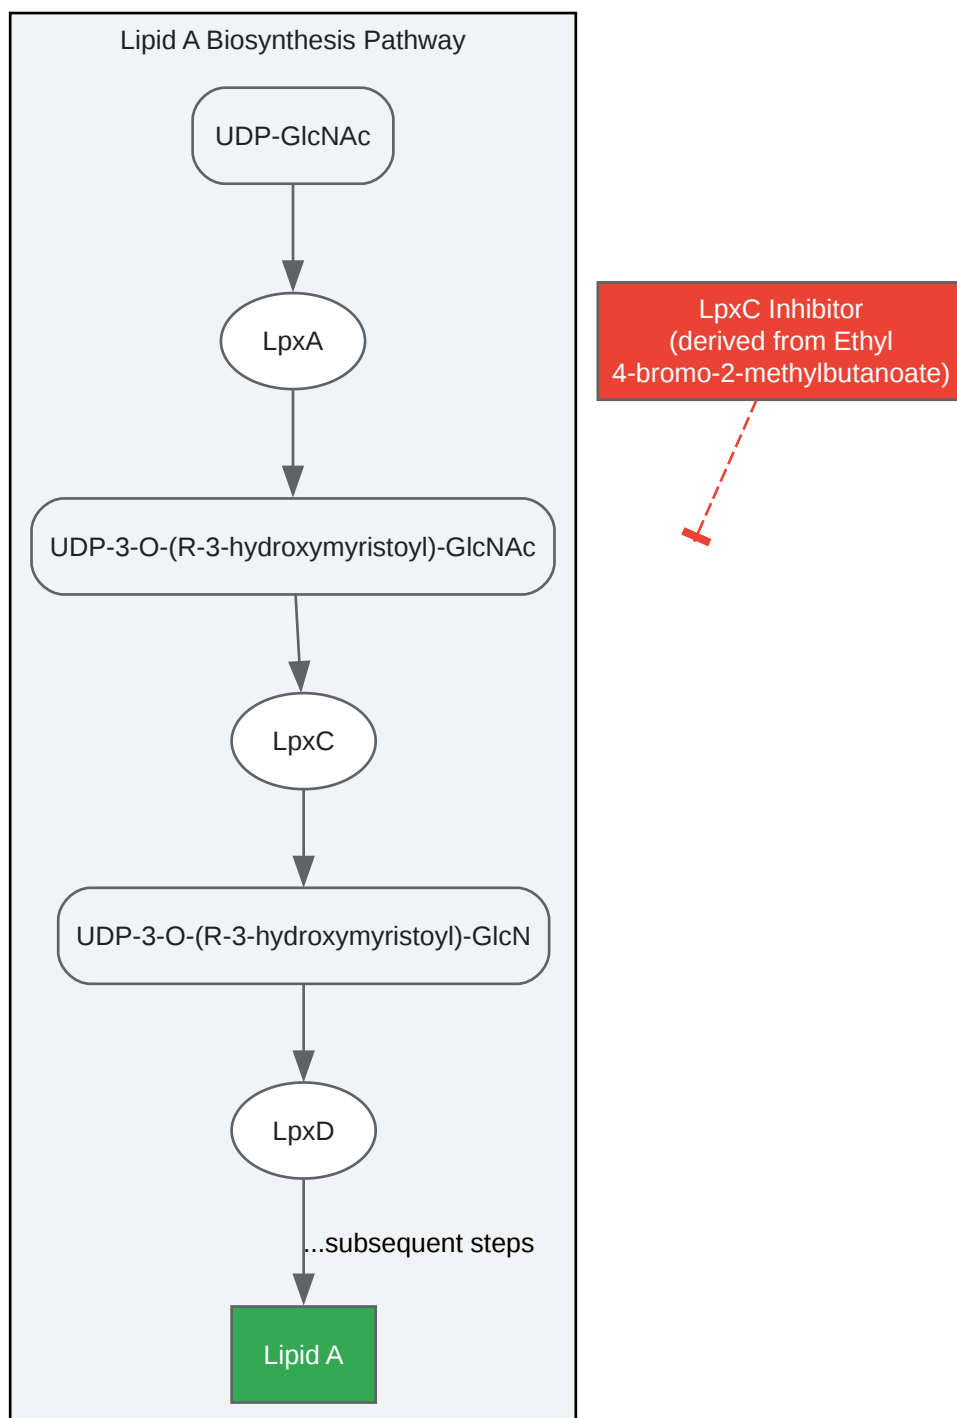 Lipid A Biosynthesis Pathway
UDP-GlcNAc
LpxA
LpxC Inhibitor
(derived from Ethyl
4-bromo-2-methylbutanoate)
UDP-3-O-(R-3-hydroxymyristoyl)-GlcNAc
LpxC
UDP-3-O-(R-3-hydroxymyristoyl)-GlcN
LpxD
...subsequent steps
Lipid A